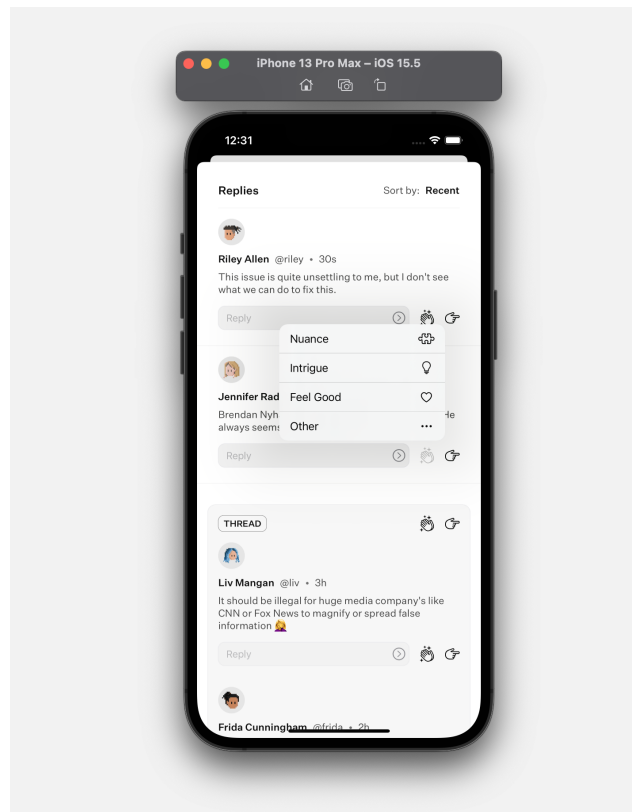 iPhone 13 Pro Max – iOS 15.5
12:31
Replies
Sort by: Recent
Riley Allen @riley • 30s
This issue is quite unsettling to me, but I don't see
what we can do to fix this.
Reply
Nuance
Intrigue
Feel Good
Other
Jennifer Rad
Brendan Nyh
always seems
Reply
THREAD
Liv Mangan @liv • 3h
It should be illegal for huge media company's like
CNN or Fox News to magnify or spread false
information 🤦‍♀️
Reply
Frida Cunningham @frida • 2h